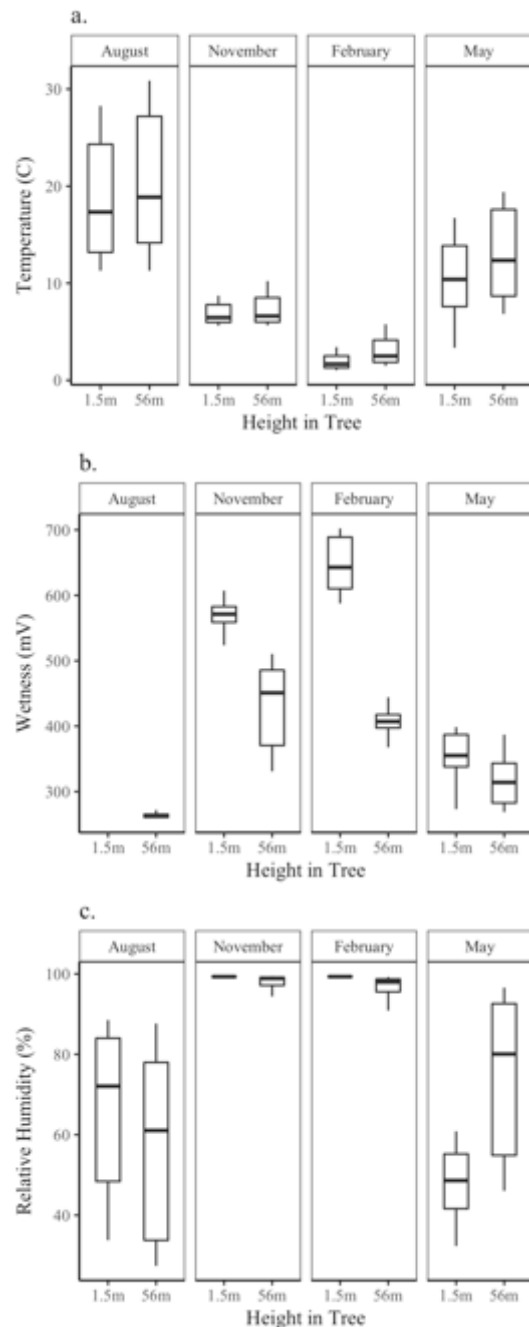 a.
August November February May
30
20
10
0
Temperature (C)
1.5m 56m 1.5m 56m 1.5m 56m 1.5m 56m
Height in Tree
b.
August November February May
700
600
500
400
300
Wetness (mV)
1.5m 56m 1.5m 56m 1.5m 56m 1.5m 56m
Height in Tree
c.
August November February May
100
80
60
40
Relative Humidity (%)
1.5m 56m 1.5m 56m 1.5m 56m 1.5m 56m
Height in Tree